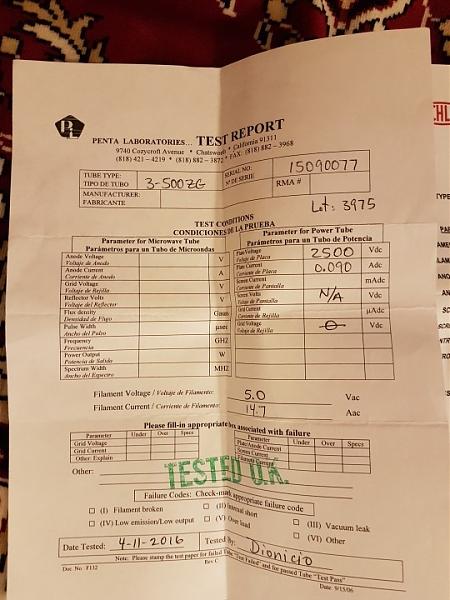 PL
PENTA LABORATORIES... TEST REPORT
9740 Cozycroft Avenue * Chatsworth * California 91311
(818) 421 - 4219 * (818) 882 - 3872 * FAX: (818) 882 - 3968
TUBE TYPE:
TIPO DE TUBO 3-500ZG
SERIAL NO:
Nº DE SERIE 15090077
MANUFACTURER:
FABRICANTE
RMA #
Lot: 3975
TEST CONDITIONS
CONDICIONES DE LA PRUEBA
Parameter for Microwave Tube
Parámetros para un Tubo de Microondas
Anode Voltage V
Voltaje de Anodo
Anode Current A
Corriente de Anodo
Grid Voltage V
Voltaje de Rejilla
Reflector Volts V
Voltaje del Reflector
Flux density Gauss
Densidad de Flujo
Pulse Width µsec
Ancho del Pulso
Frequency GHZ
Frecuencia
Power Output W
Potencia de Salida
Spectrum Width MHZ
Ancho del Espectro
Parameter for Power Tube
Parámetros para un Tubo de Potencia
Plate Voltage 2500 Vdc
Voltaje de Placa
Plate Current 0.090 Adc
Corriente de Placa
Screen Current mAdc
Corriente de Pantalla
Screen Volts N/A Vdc
Voltaje de Pantalla
Grid Current µAdc
Corriente de Rejilla
Grid Voltage 0 Vdc
Voltaje de Rejilla
Filament Voltage / Voltaje de Filamento: 5.0 Vac
Filament Current / Corriente de Filamento: 14.7 Aac
Please fill-in appropriate box associated with failure
Parameter Under Over Specs
Grid Voltage
Grid Current
Other: Explain
Parameter Under Over Specs
Plate/Anode Current
Screen Current
Filament Current
Other:
TESTED O.K.
Failure Codes: Check-mark appropriate failure code
(I) Filament broken
(II) Internal short
(III) Vacuum leak
(IV) Low emission/Low output
(V) Over load
(VI) Other
Date Tested: 4-11-2016 Tested By: Dionicio
Note: Please stamp the test paper for failed Tube "Test Failed" and for passed Tube "Test Pass"
Doc No: F112
Rev C
Date: 9/15/06